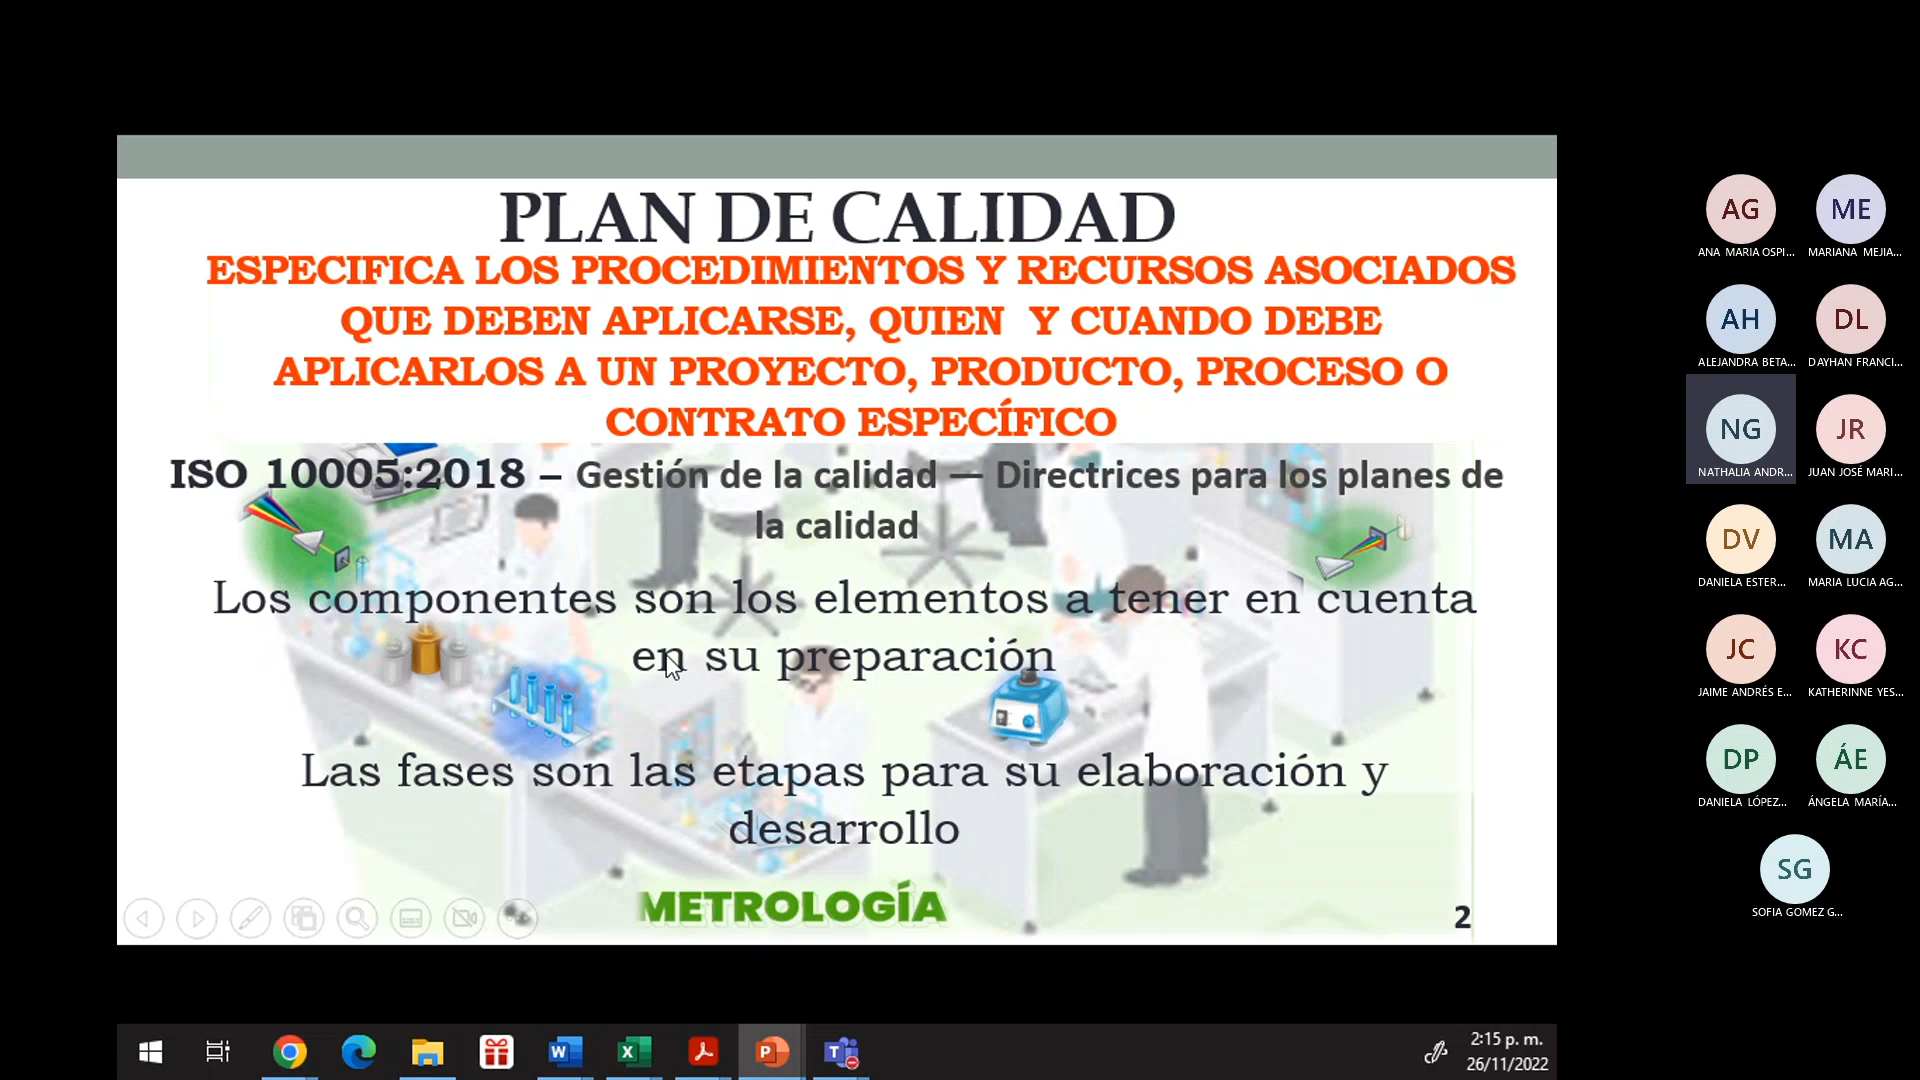 PLAN DE CALIDAD
ESPECIFICA LOS PROCEDIMIENTOS Y RECURSOS ASOCIADOS
QUE DEBEN APLICARSE, QUIEN Y CUANDO DEBE
APLICARLOS A UN PROYECTO, PRODUCTO, PROCESO O
CONTRATO ESPECÍFICO
ISO 10005:2018 – Gestión de la calidad — Directrices para los planes de
la calidad
Los componentes son los elementos a tener en cuenta
en su preparación
Las fases son las etapas para su elaboración y
desarrollo
METROLOGÍA
2
AG
ANA MARIA OSPI...
ME
MARIANA MEJIA...
AH
ALEJANDRA BETA...
DL
DAYHAN FRANCI...
NG
NATHALIA ANDR...
JR
JUAN JOSÉ MARI...
DV
DANIELA ESTER...
MA
MARIA LUCIA AG...
JC
JAIME ANDRÉS E...
KC
KATHERINNE YES...
DP
DANIELA LÓPEZ...
ÁE
ÁNGELA MARÍA...
SG
SOFIA GOMEZ G...
2:15 p. m.
26/11/2022